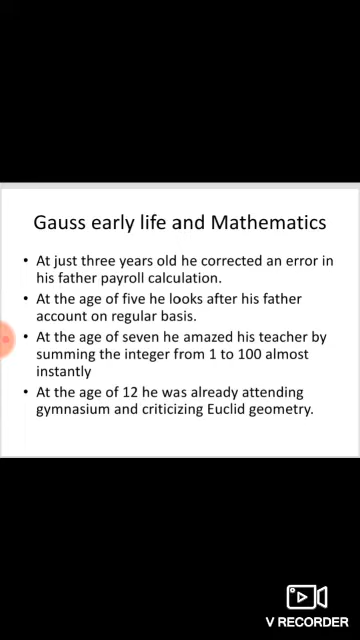 Gauss early life and Mathematics
• At just three years old he corrected an error in
his father payroll calculation.
• At the age of five he looks after his father
account on regular basis.
• At the age of seven he amazed his teacher by
summing the integer from 1 to 100 almost
instantly
• At the age of 12 he was already attending
gymnasium and criticizing Euclid geometry.
V RECORDER